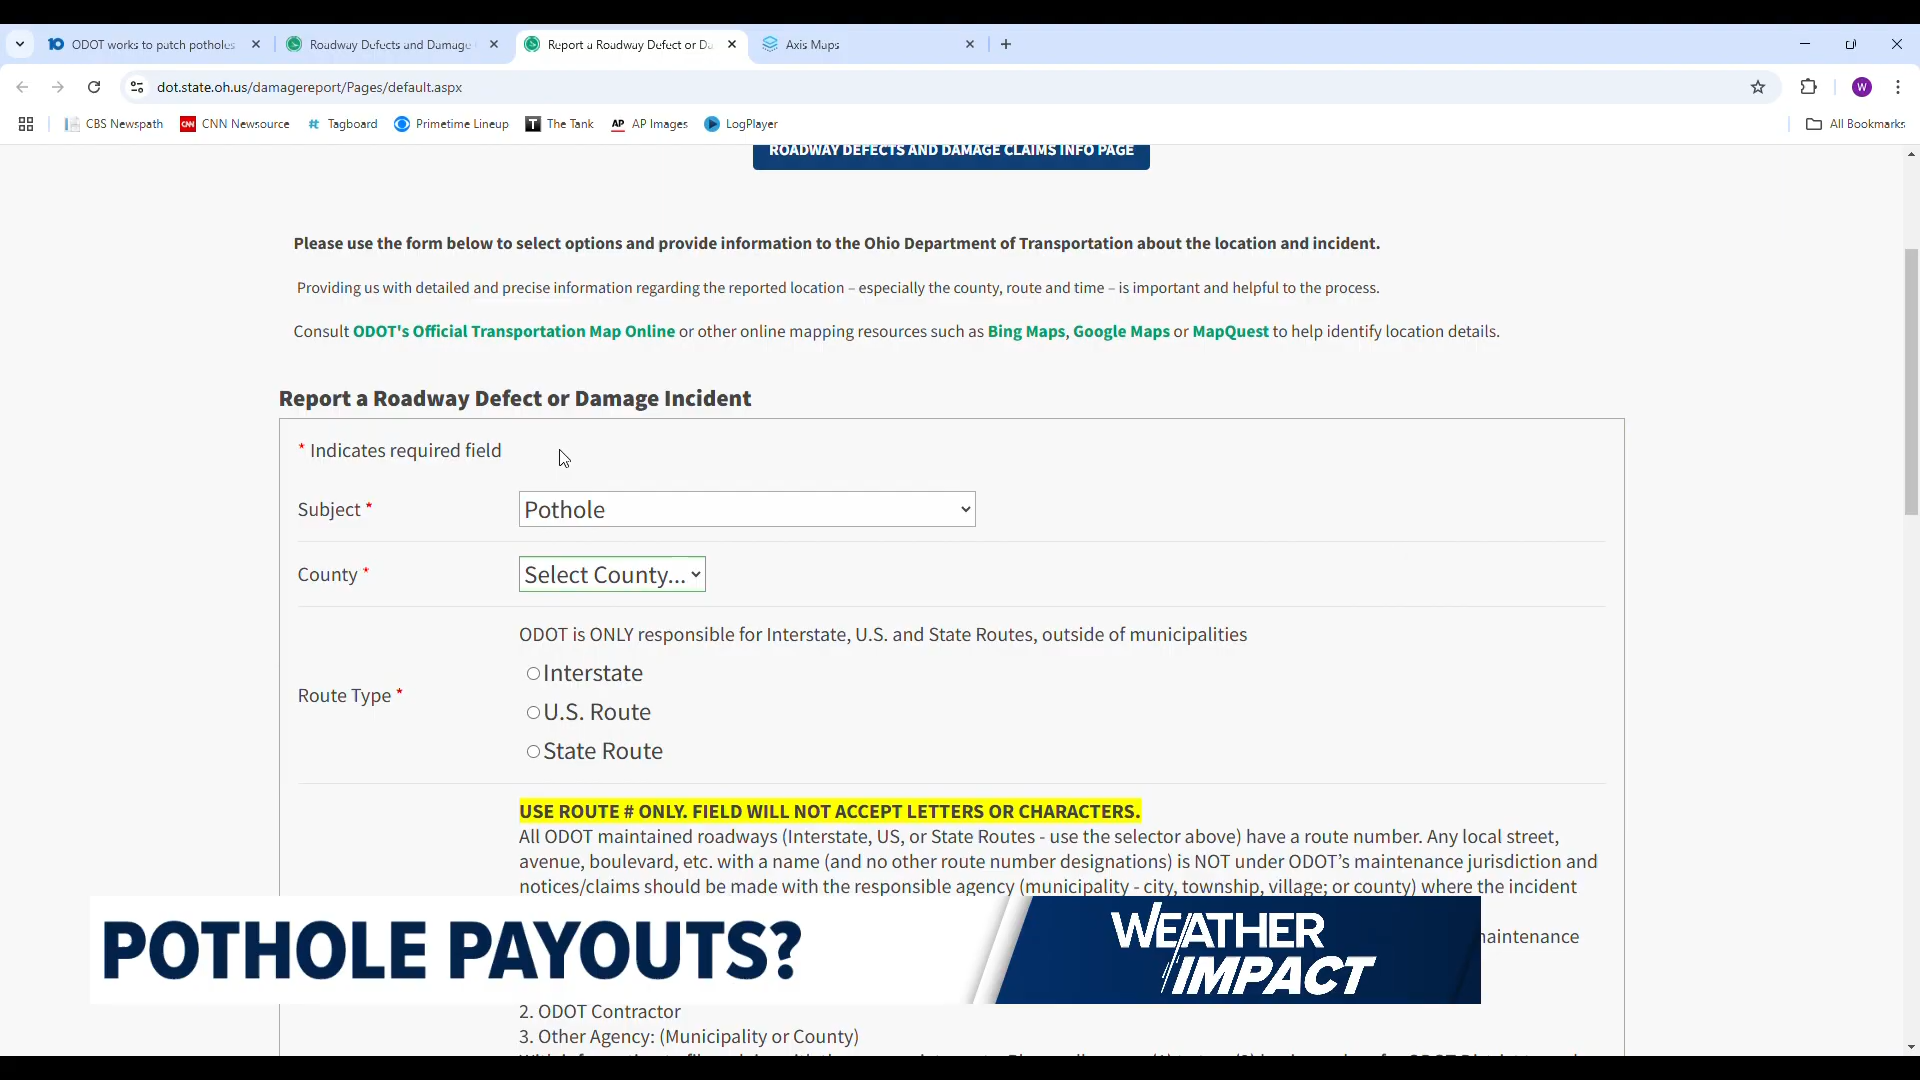 ODOT works to patch potholes
Roadway Defects and Damage
Report a Roadway Defect or Da
Axis Maps
dot.state.oh.us/damagereport/Pages/default.aspx
W
CBS Newspath
CNN Newsource
Tagboard
Primetime Lineup
The Tank
AP Images
LogPlayer
All Bookmarks
ROADWAY DEFECTS AND DAMAGE CLAIMS INFO PAGE
Please use the form below to select options and provide information to the Ohio Department of Transportation about the location and incident.
Providing us with detailed and precise information regarding the reported location – especially the county, route and time – is important and helpful to the process.
Consult ODOT's Official Transportation Map Online or other online mapping resources such as Bing Maps, Google Maps or MapQuest to help identify location details.
Report a Roadway Defect or Damage Incident
* Indicates required field
Subject *
Pothole
County *
Select County...
ODOT is ONLY responsible for Interstate, U.S. and State Routes, outside of municipalities
Route Type *
Interstate
U.S. Route
State Route
USE ROUTE # ONLY. FIELD WILL NOT ACCEPT LETTERS OR CHARACTERS.
All ODOT maintained roadways (Interstate, US, or State Routes - use the selector above) have a route number. Any local street,
avenue, boulevard, etc. with a name (and no other route number designations) is NOT under ODOT's maintenance jurisdiction and
notices/claims should be made with the responsible agency (municipality - city, township, village; or county) where the incident
maintenance
POTHOLE PAYOUTS?
WEATHER
IMPACT
2. ODOT Contractor
3. Other Agency: (Municipality or County)